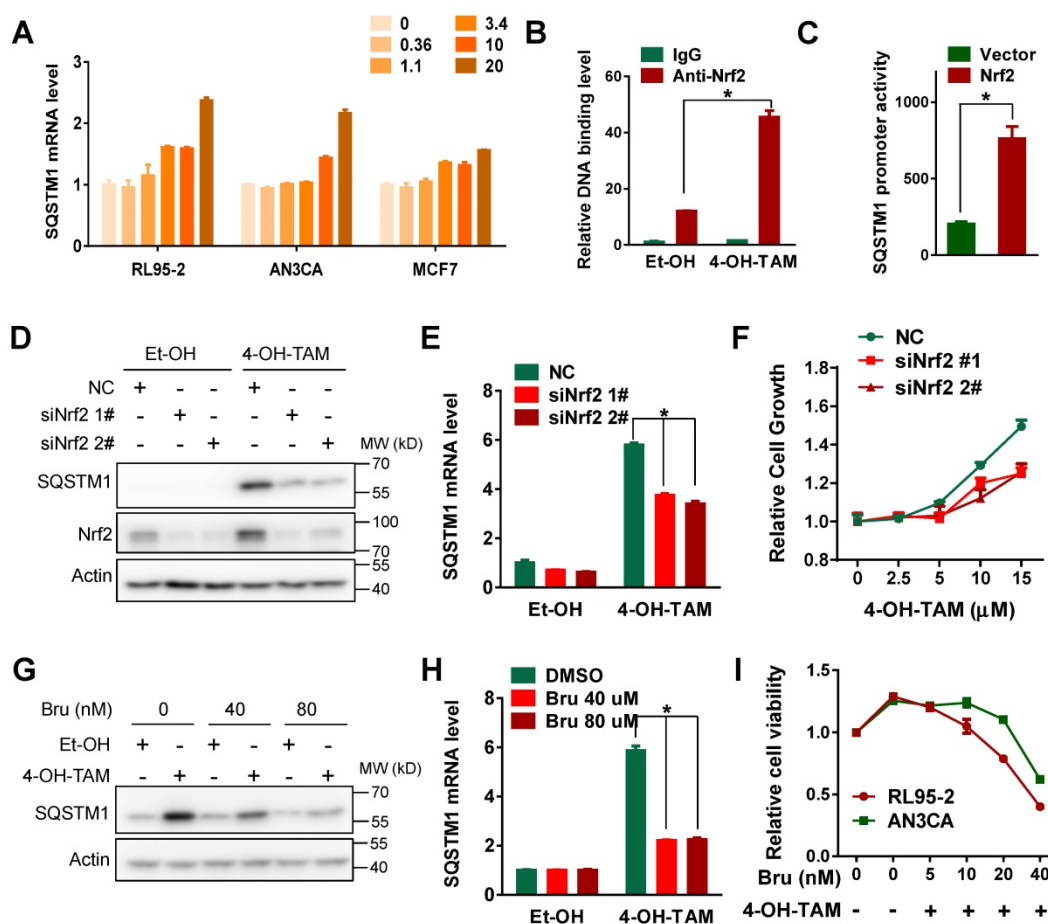 A
SQSTM1 mRNA level
0 3.4
0.36 10
1.1 20
3
2
1
0
RL95-2 AN3CA MCF7
B
IgG
Anti-Nrf2
Relative DNA binding level
60
40
20
0
*
Et-OH 4-OH-TAM
C
Vector
Nrf2
SQSTM1 promoter activity
1000
750
500
250
0
*
D
Et-OH 4-OH-TAM
NC + - - + - -
siNrf2 1# - + - - + -
siNrf2 2# - - + - - +
MW (kD)
SQSTM1
70
55
Nrf2
100
70
Actin
55
40
E
NC
siNrf2 1#
siNrf2 2#
SQSTM1 mRNA level
8
6
4
2
0
*
Et-OH 4-OH-TAM
F
NC
siNrf2 #1
siNrf2 2#
Relative Cell Growth
1.8
1.6
1.4
1.2
1.0
0.8
0 2.5 5 10 15
4-OH-TAM (μM)
G
Bru (nM) 0 40 80
Et-OH + - + - + -
4-OH-TAM - + - + - +
MW (kD)
SQSTM1
70
55
Actin
55
40
H
DMSO
Bru 40 uM
Bru 80 uM
SQSTM1 mRNA level
8
6
4
2
0
*
Et-OH 4-OH-TAM
I
Relative cell viability
1.5
1.0
0.5
0.0
RL95-2
AN3CA
Bru (nM) 0 0 5 10 20 40
4-OH-TAM - - + + + +